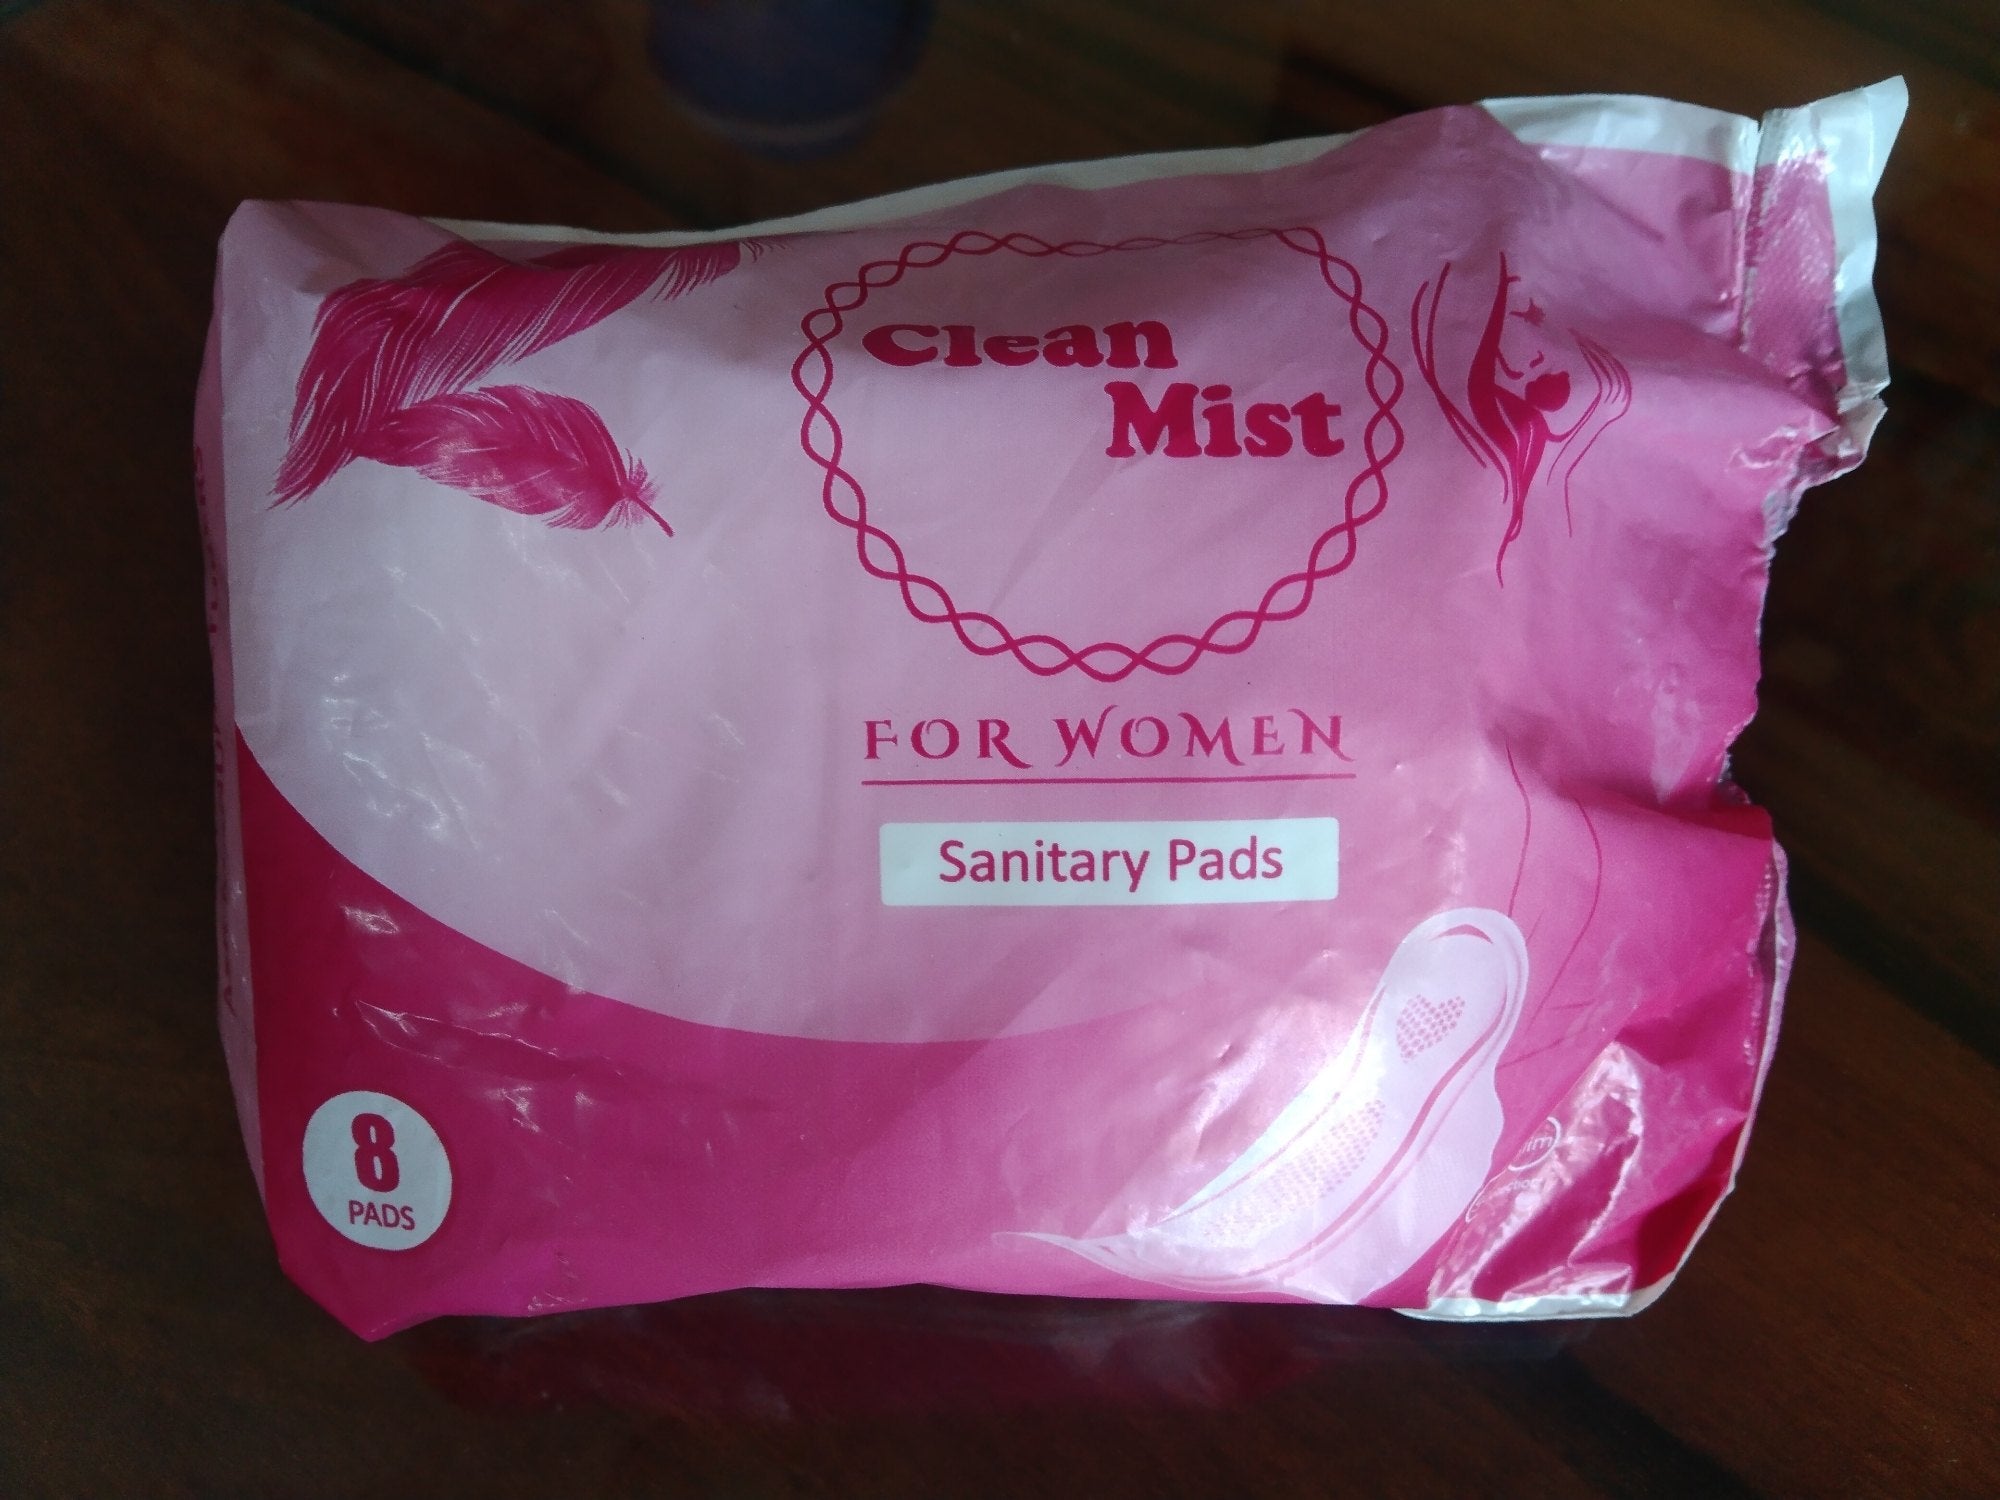 Clean
Mist
FOR WOMEN
Sanitary Pads
8
PADS